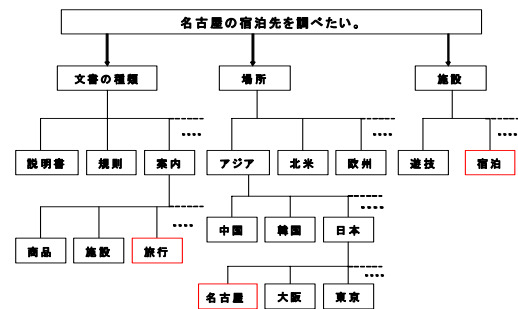 名古屋の宿泊先を調べたい。
文書の種類
場所
施設
説明書
規則
案内
アジア
北米
欧州
遊技
宿泊
商品
施設
旅行
中国
韓国
日本
名古屋
大阪
東京